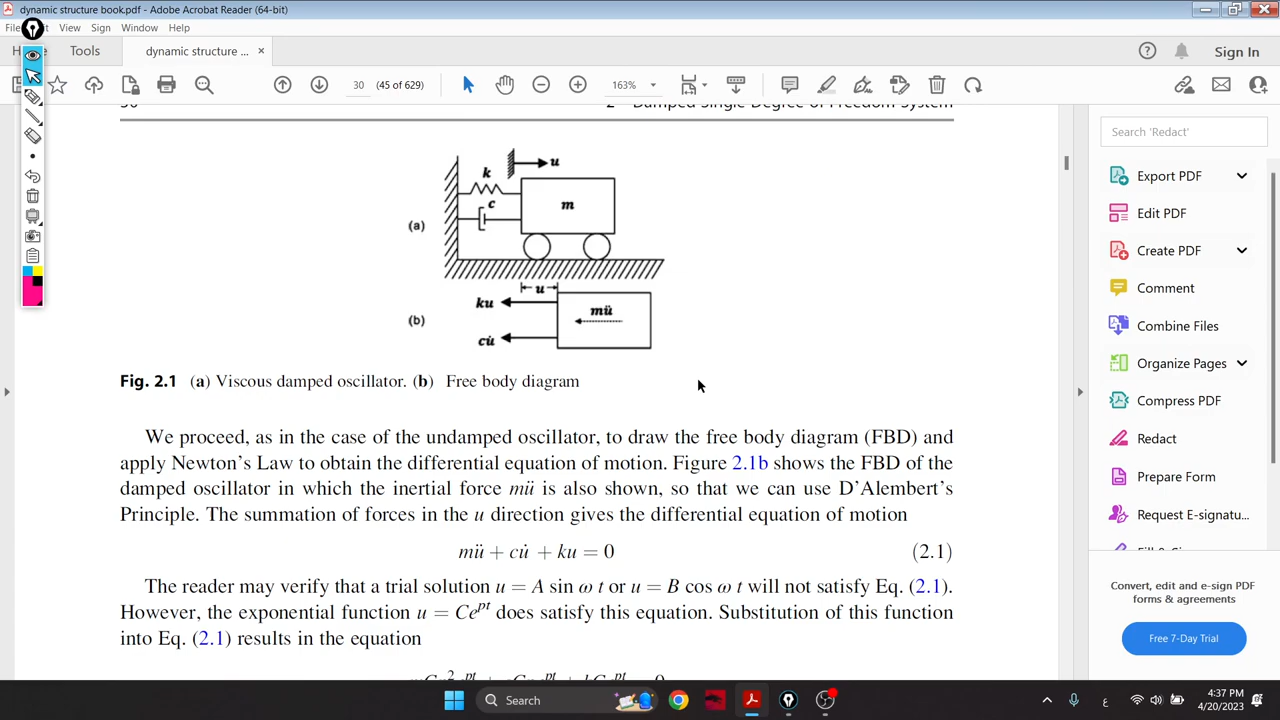 dynamic structure book.pdf - Adobe Acrobat Reader (64-bit)
View Sign Window Help
Tools dynamic structure ... ×
Sign In
30 (45 of 629) 163%
2 Damped Single Degree-of-Freedom System
Search 'Redact'
Export PDF
Edit PDF
Create PDF
Comment
Combine Files
Organize Pages
Compress PDF
Redact
Prepare Form
Request E-signatu...
Convert, edit and e-sign PDF
forms & agreements
Free 7-Day Trial
u
k
c
m
(a)
u
ku
mü
(b)
cu̇
Fig. 2.1 (a) Viscous damped oscillator. (b) Free body diagram
We proceed, as in the case of the undamped oscillator, to draw the free body diagram (FBD) and
apply Newton's Law to obtain the differential equation of motion. Figure 2.1b shows the FBD of the
damped oscillator in which the inertial force mü is also shown, so that we can use D'Alembert's
Principle. The summation of forces in the u direction gives the differential equation of motion
mü + cu̇ + ku = 0 (2.1)
The reader may verify that a trial solution u = A sin ω t or u = B cos ω t will not satisfy Eq. (2.1).
However, the exponential function u = Ce^pt does satisfy this equation. Substitution of this function
into Eq. (2.1) results in the equation
Search
ع
4:37 PM
4/20/2023